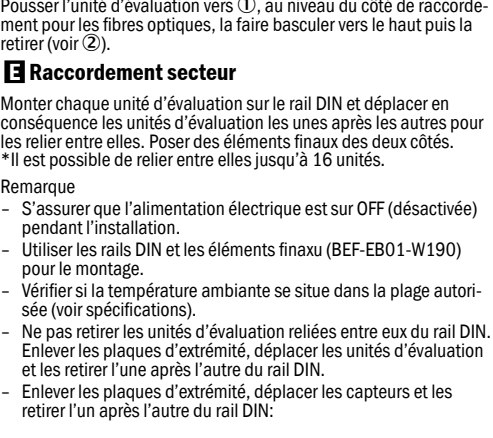 Pousser l'unité d'évaluation vers ①, au niveau du côté de raccorde-
ment pour les fibres optiques, la faire basculer vers le haut puis la
retirer (voir ②).
E Raccordement secteur
Monter chaque unité d'évaluation sur le rail DIN et déplacer en
conséquence les unités d'évaluation les unes après les autres pour
les relier entre elles. Poser des éléments finaux des deux côtés.
*Il est possible de relier entre elles jusqu'à 16 unités.
Remarque
– S'assurer que l'alimentation électrique est sur OFF (désactivée)
pendant l'installation.
– Utiliser les rails DIN et les éléments finaxu (BEF-EB01-W190)
pour le montage.
– Vérifier si la température ambiante se situe dans la plage autori-
sée (voir spécifications).
– Ne pas retirer les unités d'évaluation reliées entre eux du rail DIN.
Enlever les plaques d'extrémité, déplacer les unités d'évaluation
et les retirer l'une après l'autre du rail DIN.
– Enlever les plaques d'extrémité, déplacer les capteurs et les
retirer l'un après l'autre du rail DIN: